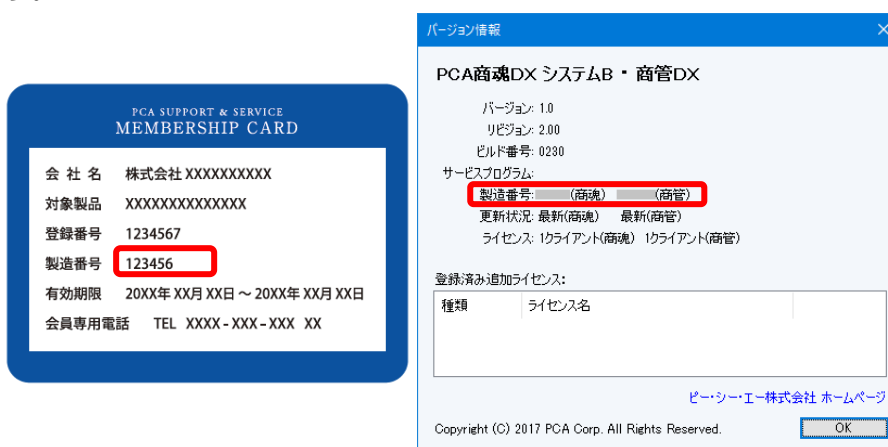 PCA SUPPORT & SERVICE
MEMBERSHIP CARD
会社名 株式会社 XXXXXXXXXX
対象製品 XXXXXXXXXXXXXX
登録番号 1234567
製造番号 123456
有効期限 20XX年 XX月 XX日 ～ 20XX年 XX月 XX日
会員専用電話 TEL XXXX-XXX-XXX XX
バージョン情報
PCA商魂DX システムB・商管DX
バージョン: 1.0
リビジョン: 2.00
ビルド番号: 0230
サービスプログラム:
製造番号: (商魂) (商管)
更新状況: 最新(商魂) 最新(商管)
ライセンス: 1クライアント(商魂) 1クライアント(商管)
登録済み追加ライセンス:
種類 ライセンス名
ピー・シー・エー株式会社 ホームページ
Copyright (C) 2017 PCA Corp. All Rights Reserved.
OK